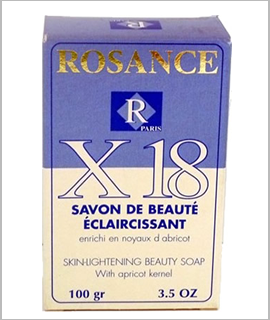 ROSANCE
R
PARIS
X 18
SAVON DE BEAUTÉ
ÉCLAIRCISSANT
enrichi en noyaux d'abricot
SKIN-LIGHTENING BEAUTY SOAP
With apricot kernel
100 gr 3.5 OZ